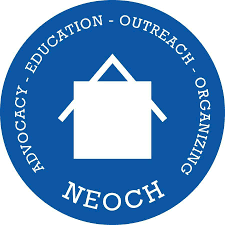 ADVOCACY - EDUCATION - OUTREACH - ORGANIZING
NEOCH